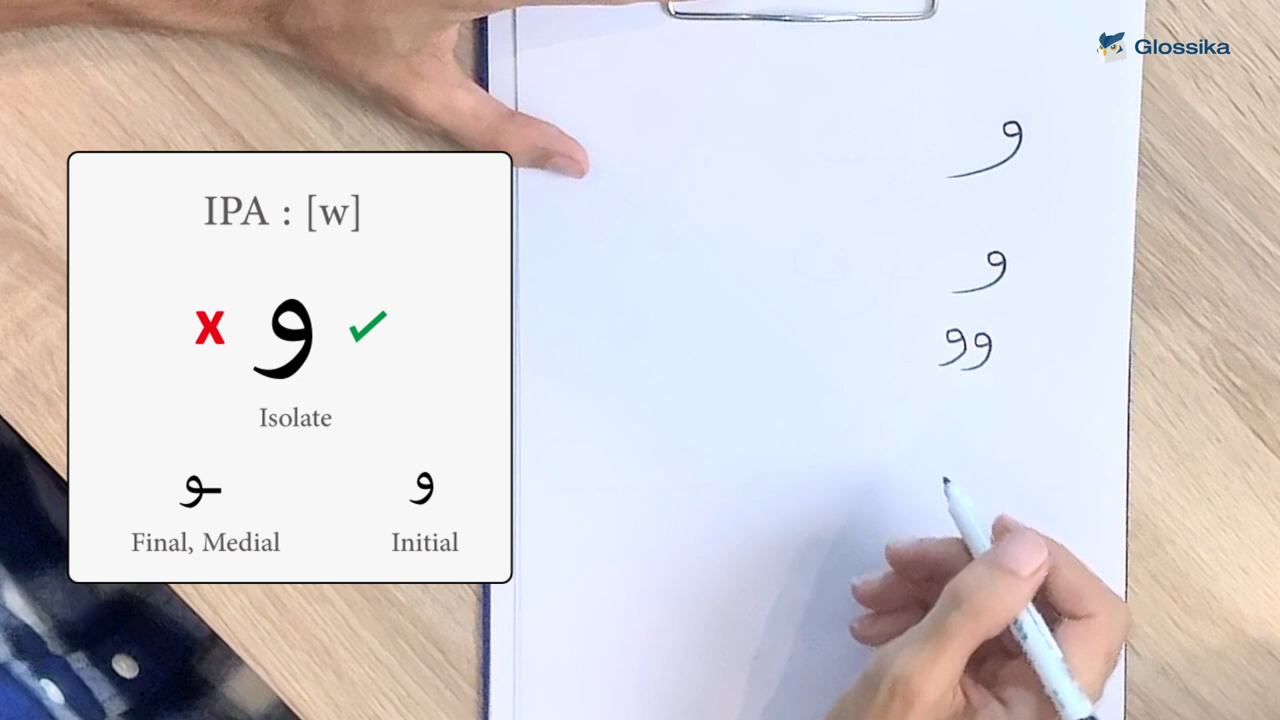 Glossika
IPA : [w]
x و ✓
Isolate
ـو و
Final, Medial Initial
و
و
وو